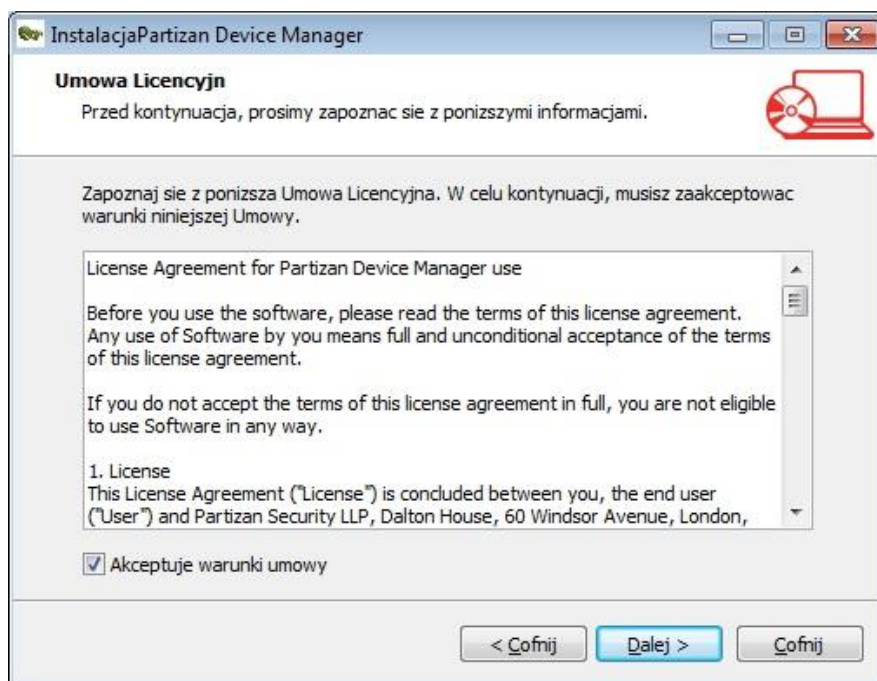 InstalacjaPartizan Device Manager
Umowa Licencyjn
Przed kontynuacja, prosimy zapoznac sie z ponizszymi informacjami.
Zapoznaj sie z ponizsza Umowa Licencyjna. W celu kontynuacji, musisz zaakceptowac
warunki niniejszej Umowy.
License Agreement for Partizan Device Manager use
Before you use the software, please read the terms of this license agreement.
Any use of Software by you means full and unconditional acceptance of the terms
of this license agreement.
If you do not accept the terms of this license agreement in full, you are not eligible
to use Software in any way.
1. License
This License Agreement ("License") is concluded between you, the end user
("User") and Partizan Security LLP, Dalton House, 60 Windsor Avenue, London,
Akceptuje warunki umowy
< Cofnij Dalej > Cofnij